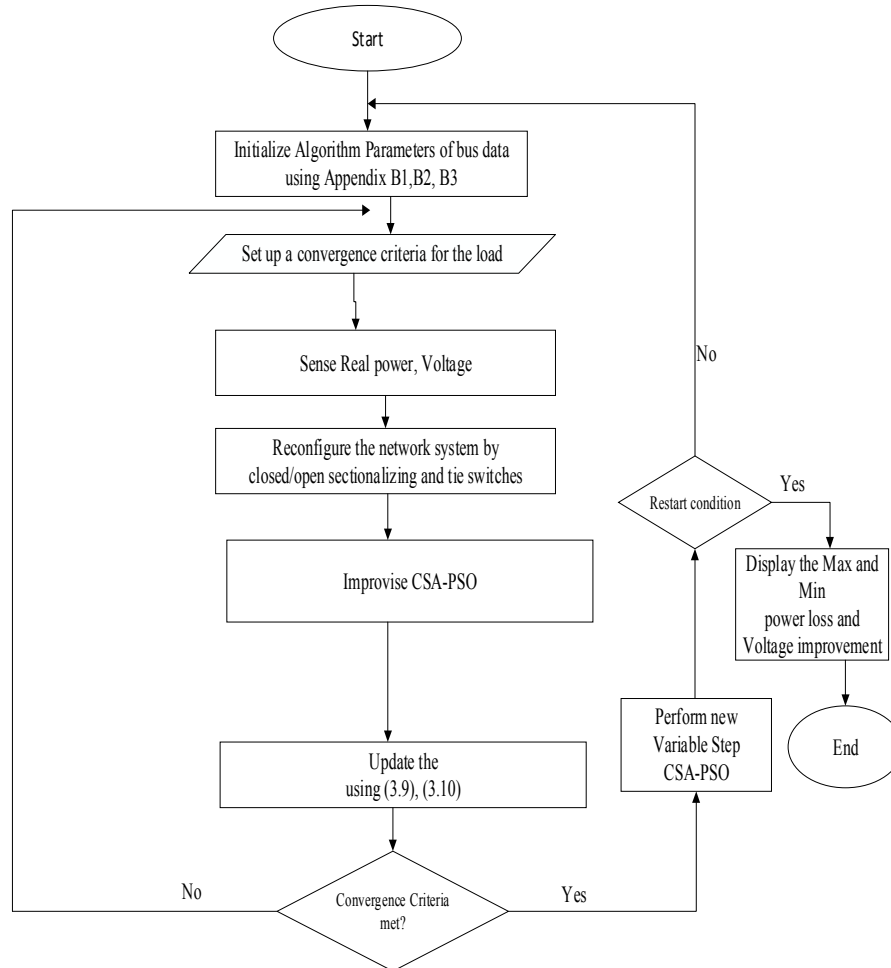 Start
Initialize Algorithm Parameters of bus data
using Appendix B1,B2, B3
Set up a convergence criteria for the load
Sense Real power, Voltage
Reconfigure the network system by
closed/open sectionalizing and tie switches
Improvise CSA-PSO
Update the
using (3.9), (3.10)
Convergence Criteria
met?
No
Yes
Perform new
Variable Step
CSA-PSO
Restart condition
No
Yes
Display the Max and
Min
power loss and
Voltage improvement
End